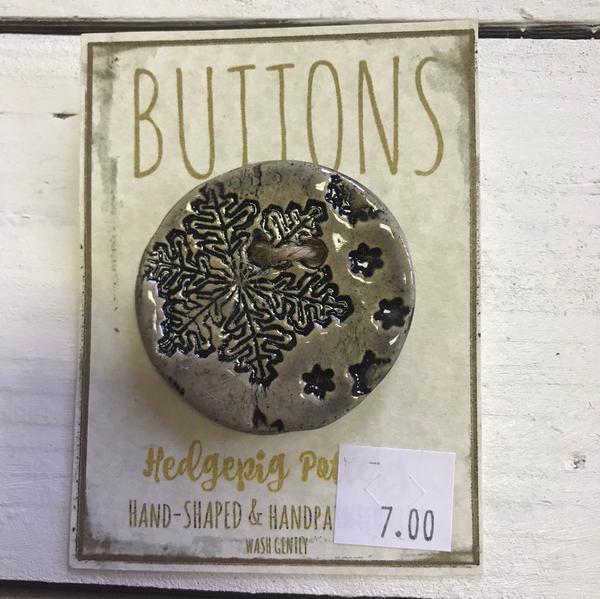 BUTTONS
Hedgepig
HAND-SHAPED &
WASH GENTLY
7.00